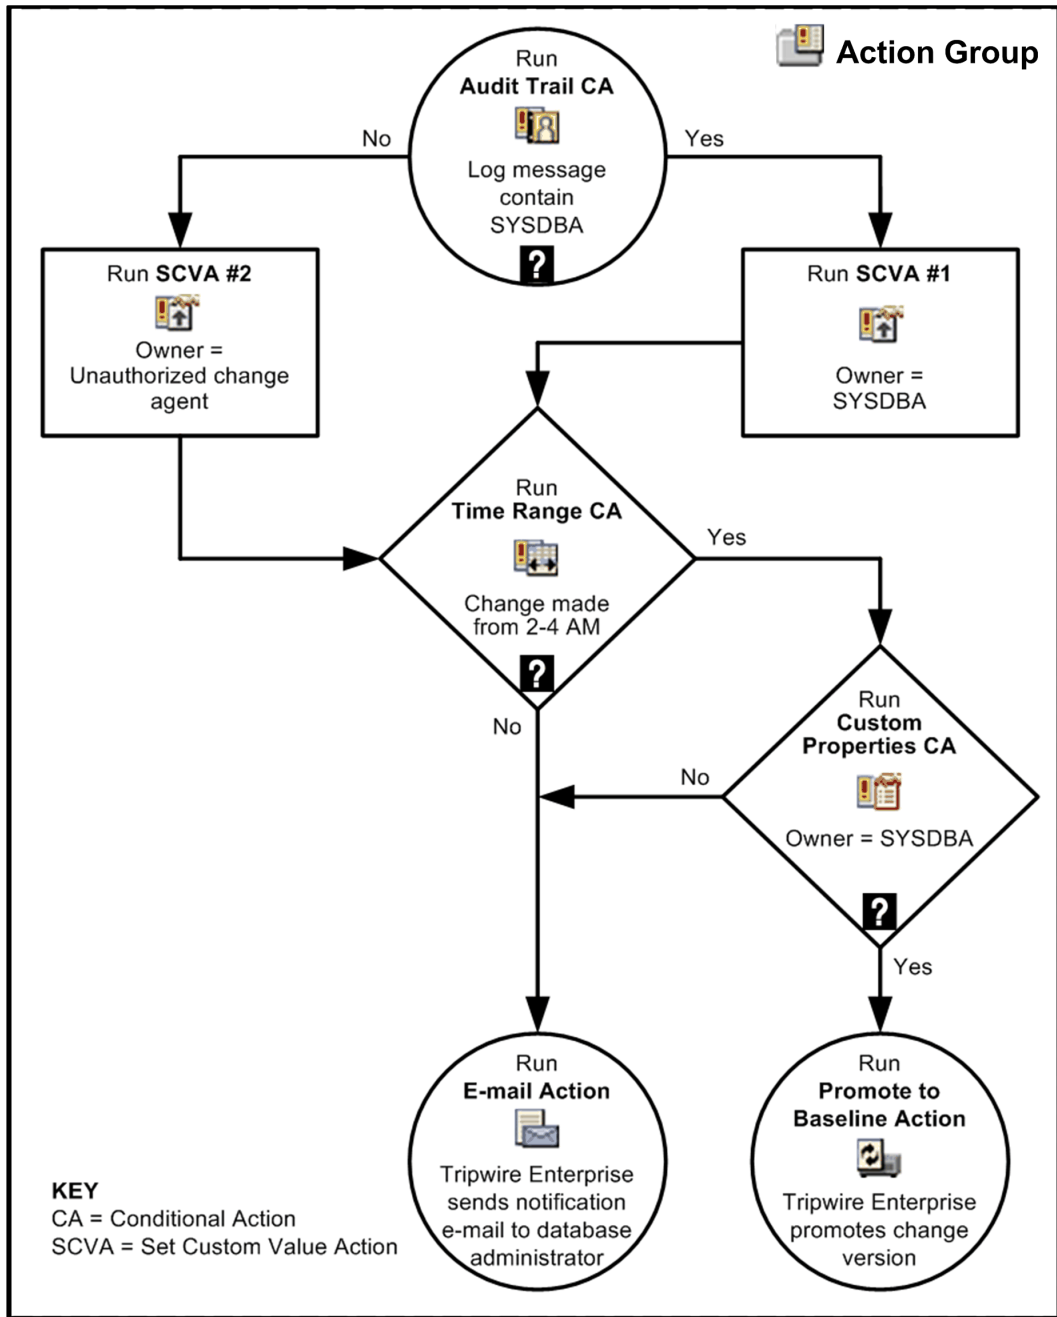 Action Group
Run
Audit Trail CA
Log message
contain
SYSDBA
?
No
Yes
Run SCVA #2
Owner =
Unauthorized change
agent
Run SCVA #1
Owner =
SYSDBA
Run
Time Range CA
Change made
from 2-4 AM
?
Yes
No
Run
Custom
Properties CA
Owner = SYSDBA
?
No
Yes
Run
E-mail Action
Tripwire Enterprise
sends notification
e-mail to database
administrator
Run
Promote to
Baseline Action
Tripwire Enterprise
promotes change
version
KEY
CA = Conditional Action
SCVA = Set Custom Value Action